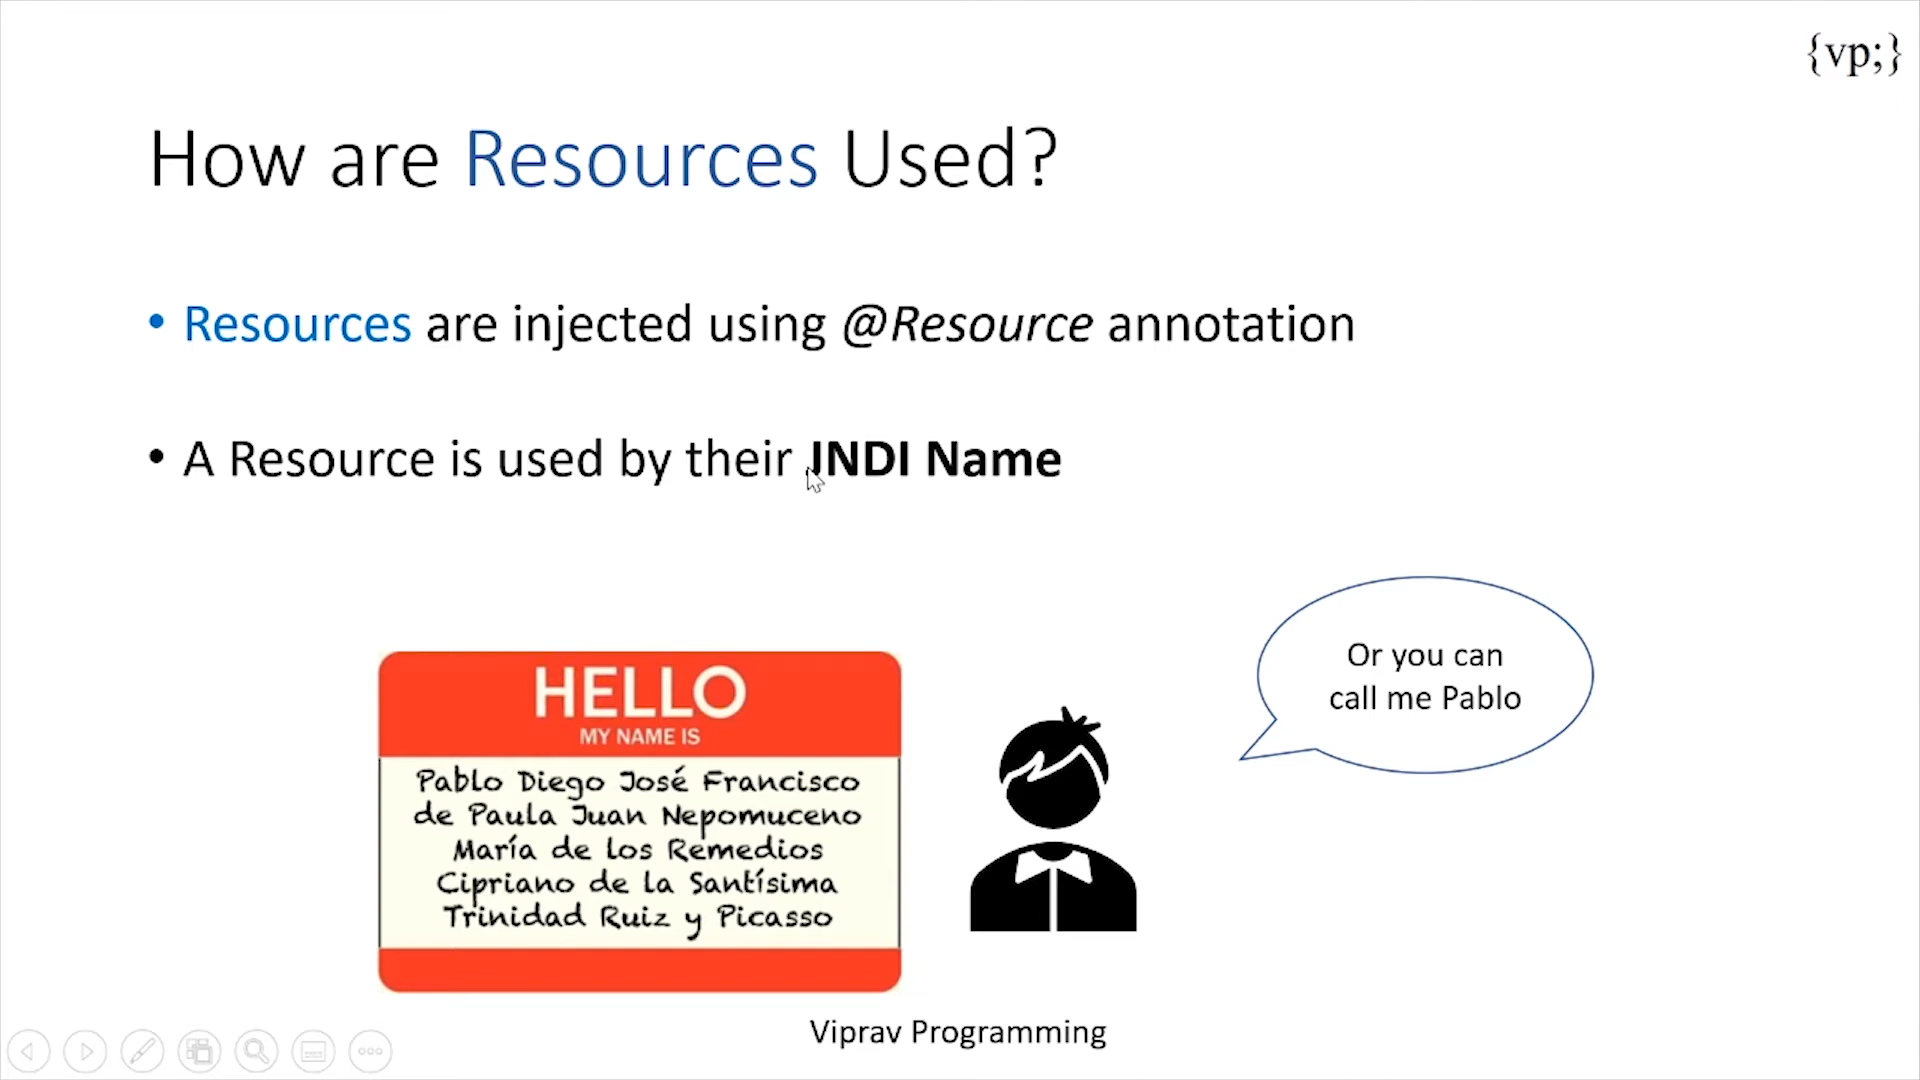 {vp;}
How are Resources Used?
• Resources are injected using @Resource annotation
• A Resource is used by their JNDI Name
Or you can
call me Pablo
HELLO
MY NAME IS
Pablo Diego José Francisco
de Paula Juan Nepomuceno
María de los Remedios
Cipriano de la Santísima
Trinidad Ruiz y Picasso
Viprav Programming